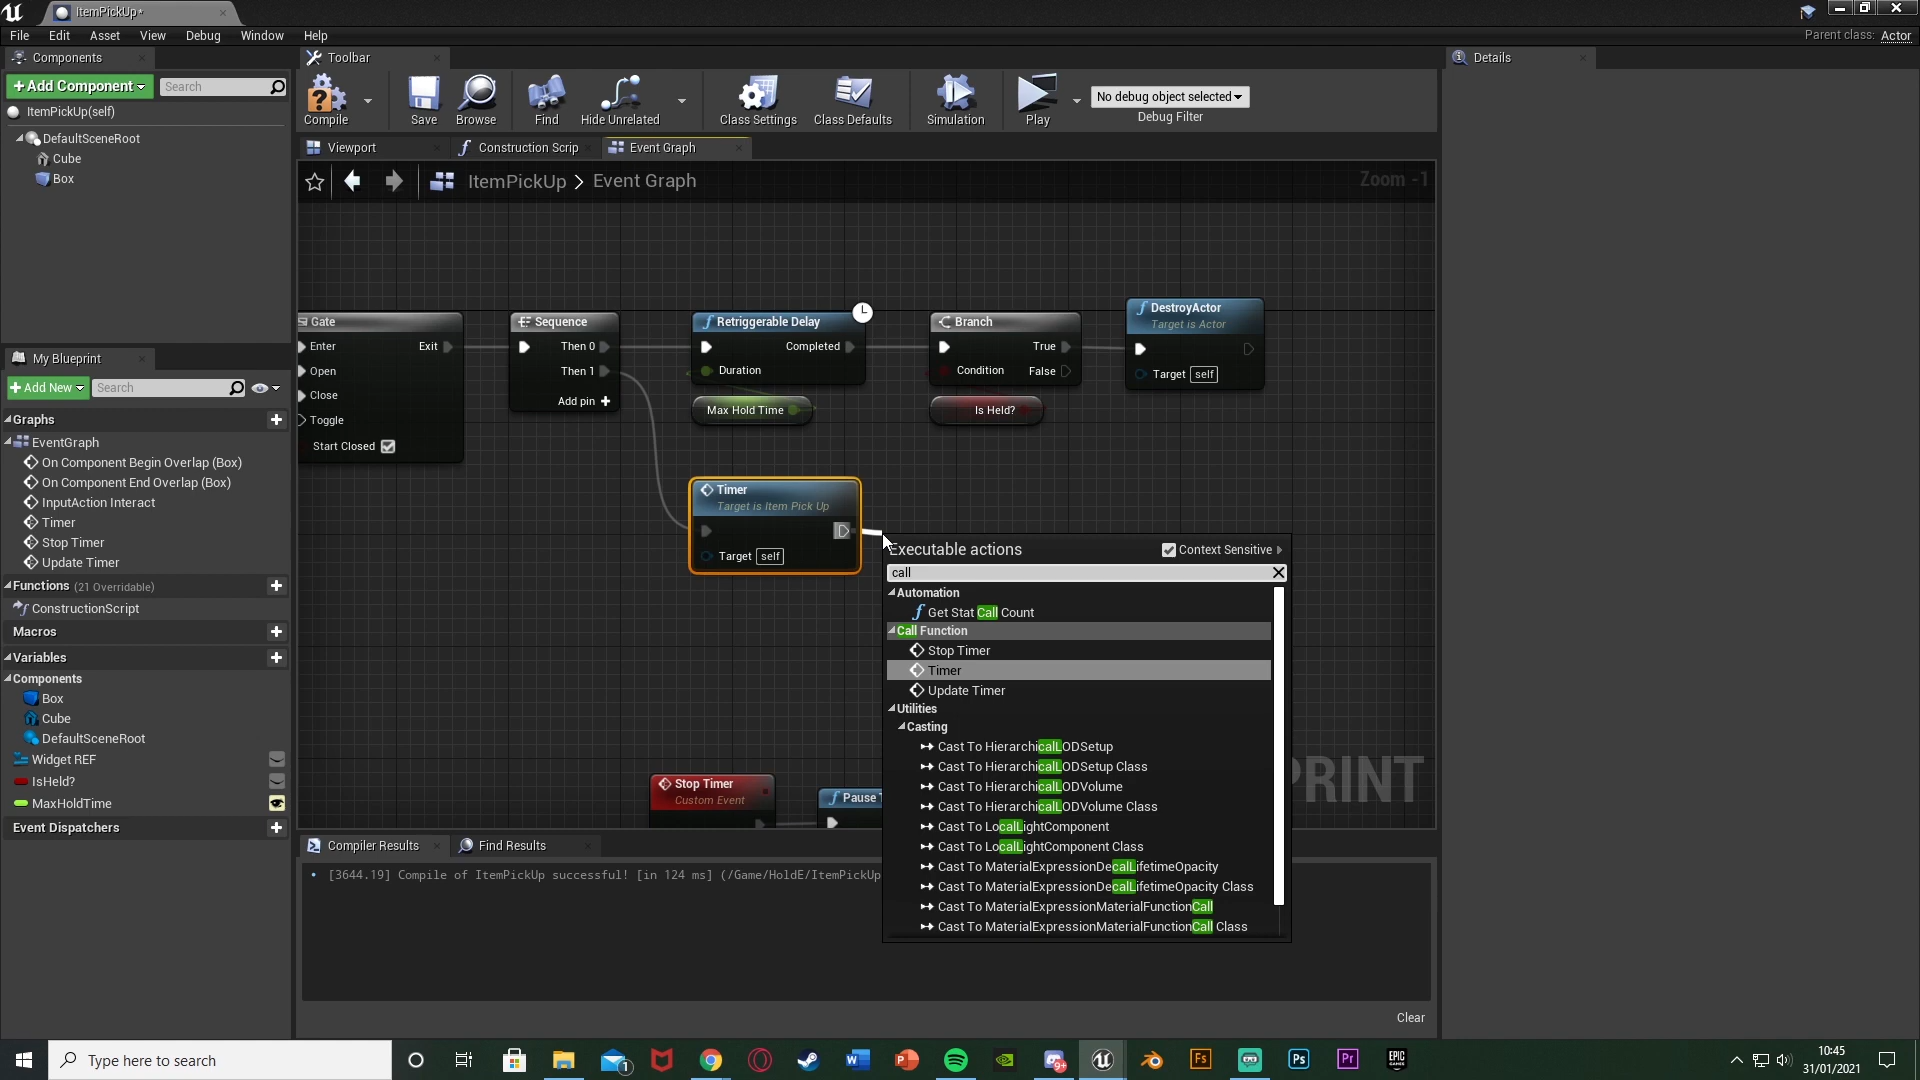 ItemPickUp*
File Edit Asset View Debug Window Help
Parent class: Actor
Components
Toolbar
Details
+Add Component
Search
ItemPickUp(self)
DefaultSceneRoot
Cube
Box
Compile
Save
Browse
Find
Hide Unrelated
Class Settings
Class Defaults
Simulation
Play
No debug object selected
Debug Filter
Viewport
Construction Scrip
Event Graph
ItemPickUp > Event Graph
Zoom -1
Gate
Enter Exit
Open
Close
Toggle
Start Closed
Sequence
Then 0
Then 1
Add pin +
Retriggerable Delay
Completed
Duration
Max Hold Time
Branch
True
Condition False
Is Held?
DestroyActor
Target is Actor
Target self
Timer
Target is Item Pick Up
Target self
Stop Timer
Custom Event
Pause T
PRINT
Executable actions
Context Sensitive
call
Automation
Get Stat Call Count
Call Function
Stop Timer
Timer
Update Timer
Utilities
Casting
Cast To HierarchicalLODSetup
Cast To HierarchicalLODSetup Class
Cast To HierarchicalLODVolume
Cast To HierarchicalLODVolume Class
Cast To LocalLightComponent
Cast To LocalLightComponent Class
Cast To MaterialExpressionDecalLifetimeOpacity
Cast To MaterialExpressionDecalLifetimeOpacity Class
Cast To MaterialExpressionMaterialFunctionCall
Cast To MaterialExpressionMaterialFunctionCall Class
My Blueprint
+Add New
Search
Graphs
EventGraph
On Component Begin Overlap (Box)
On Component End Overlap (Box)
InputAction Interact
Timer
Stop Timer
Update Timer
Functions (21 Overridable)
ConstructionScript
Macros
Variables
Components
Box
Cube
DefaultSceneRoot
Widget REF
IsHeld?
MaxHoldTime
Event Dispatchers
Compiler Results
Find Results
[3644.19] Compile of ItemPickUp successful! [in 124 ms] (/Game/HoldE/ItemPickUp
Clear
Type here to search
10:45
31/01/2021